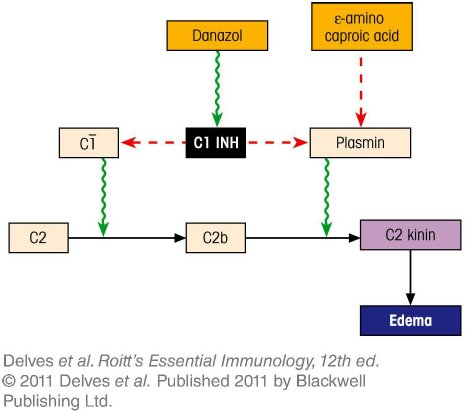 Danazol
ε-amino
caproic acid
C1̅
C1 INH
Plasmin
C2
C2b
C2 kinin
Edema
Delves et al. Roitt's Essential Immunology, 12th ed.
© 2011 Delves et al. Published 2011 by Blackwell
Publishing Ltd.